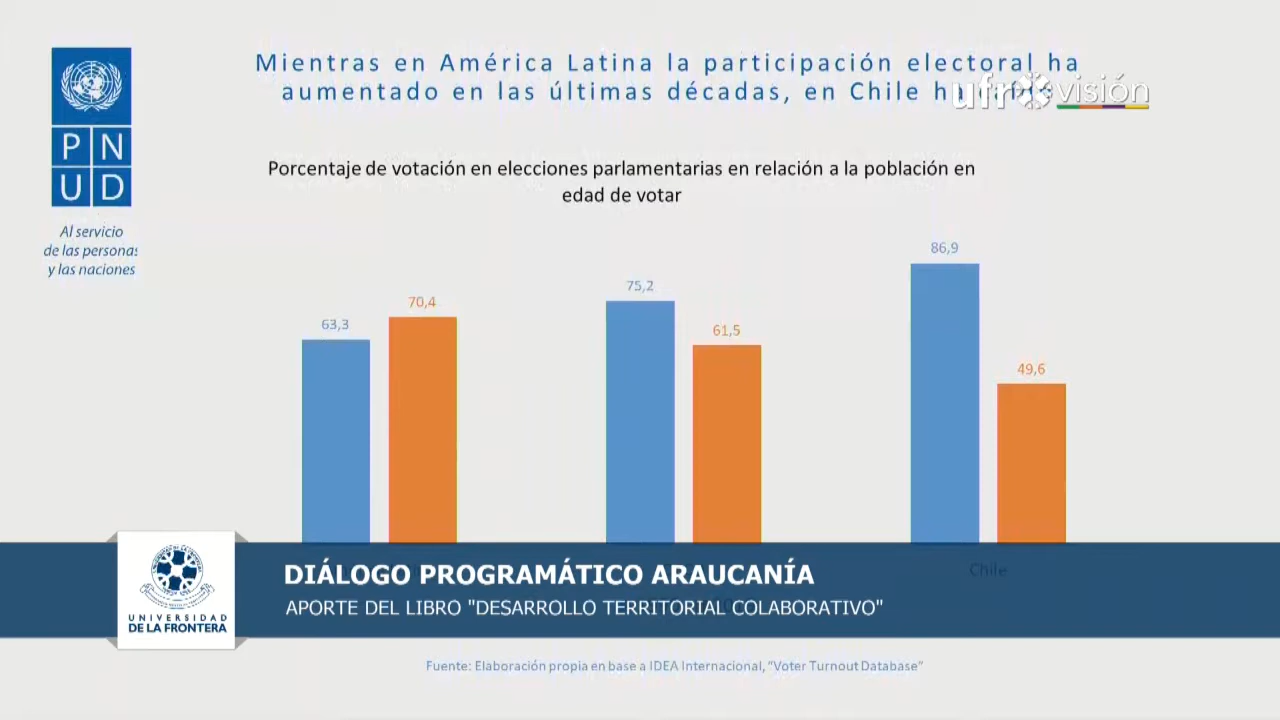 Mientras en América Latina la participación electoral ha
aumentado en las últimas décadas, en Chile ha
ufro visión
P N
U D
Al servicio
de las personas
y las naciones
Porcentaje de votación en elecciones parlamentarias en relación a la población en
edad de votar
63,3
70,4
75,2
61,5
86,9
49,6
Chile
DIÁLOGO PROGRAMÁTICO ARAUCANÍA
APORTE DEL LIBRO "DESARROLLO TERRITORIAL COLABORATIVO"
UNIVERSIDAD
DE LA FRONTERA
Fuente: Elaboración propia en base a IDEA Internacional, "Voter Turnout Database"